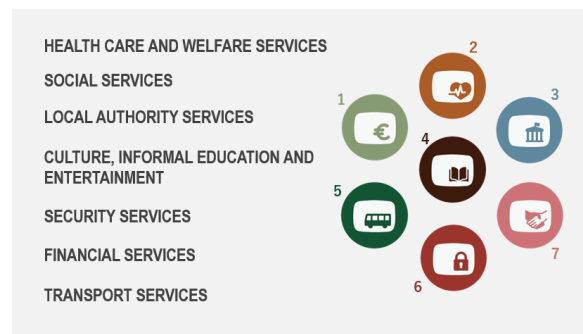 HEALTH CARE AND WELFARE SERVICES
SOCIAL SERVICES
LOCAL AUTHORITY SERVICES
CULTURE, INFORMAL EDUCATION AND
ENTERTAINMENT
SECURITY SERVICES
FINANCIAL SERVICES
TRANSPORT SERVICES
2
1
3
€
4
5
7
6